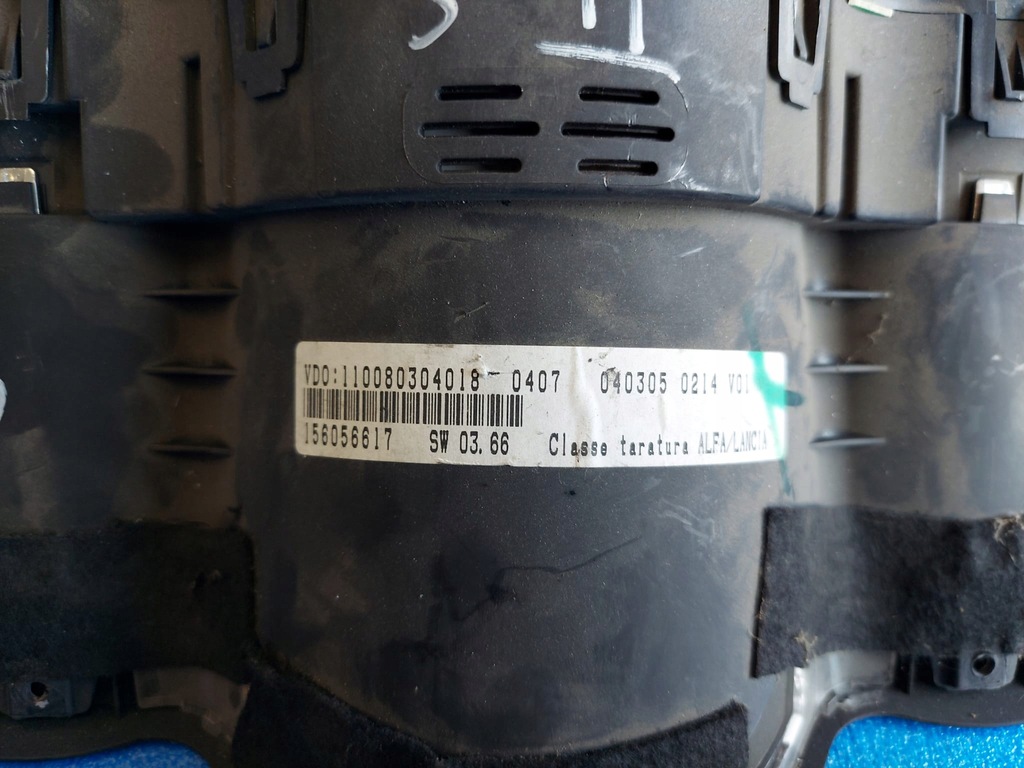 VDO:110080304018-0407 040305 0214 V01
156056617 SW 03.66 Classe taratura ALFA/LANCIA